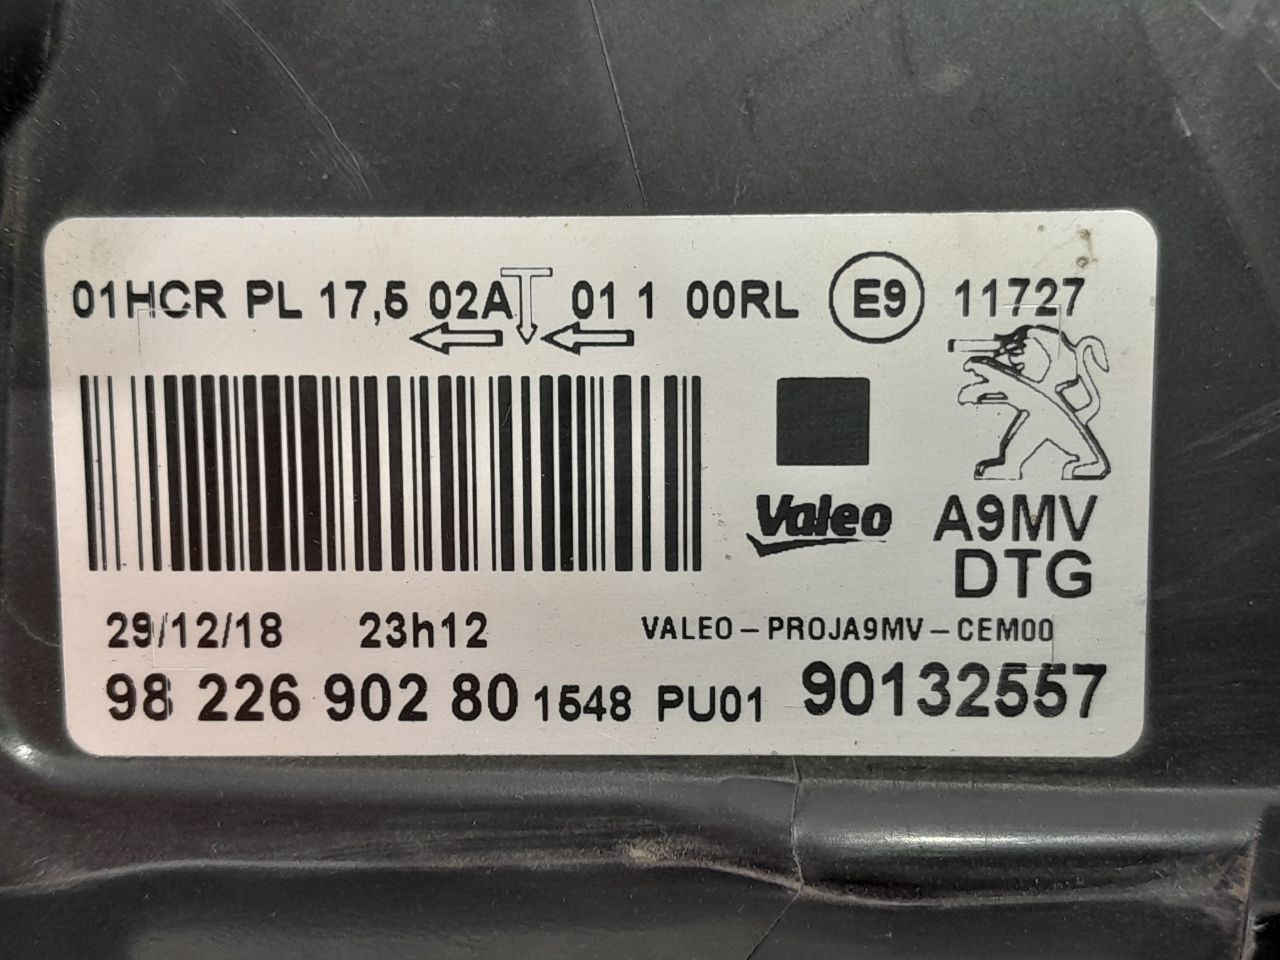 01HCR PL 17,5 02A 01 1 00RL E9 11727
Valeo
A9MV
DTG
29/12/18 23h12 VALEO-PROJA9MV-CEM00
98 226 902 80 1548 PU01 90132557